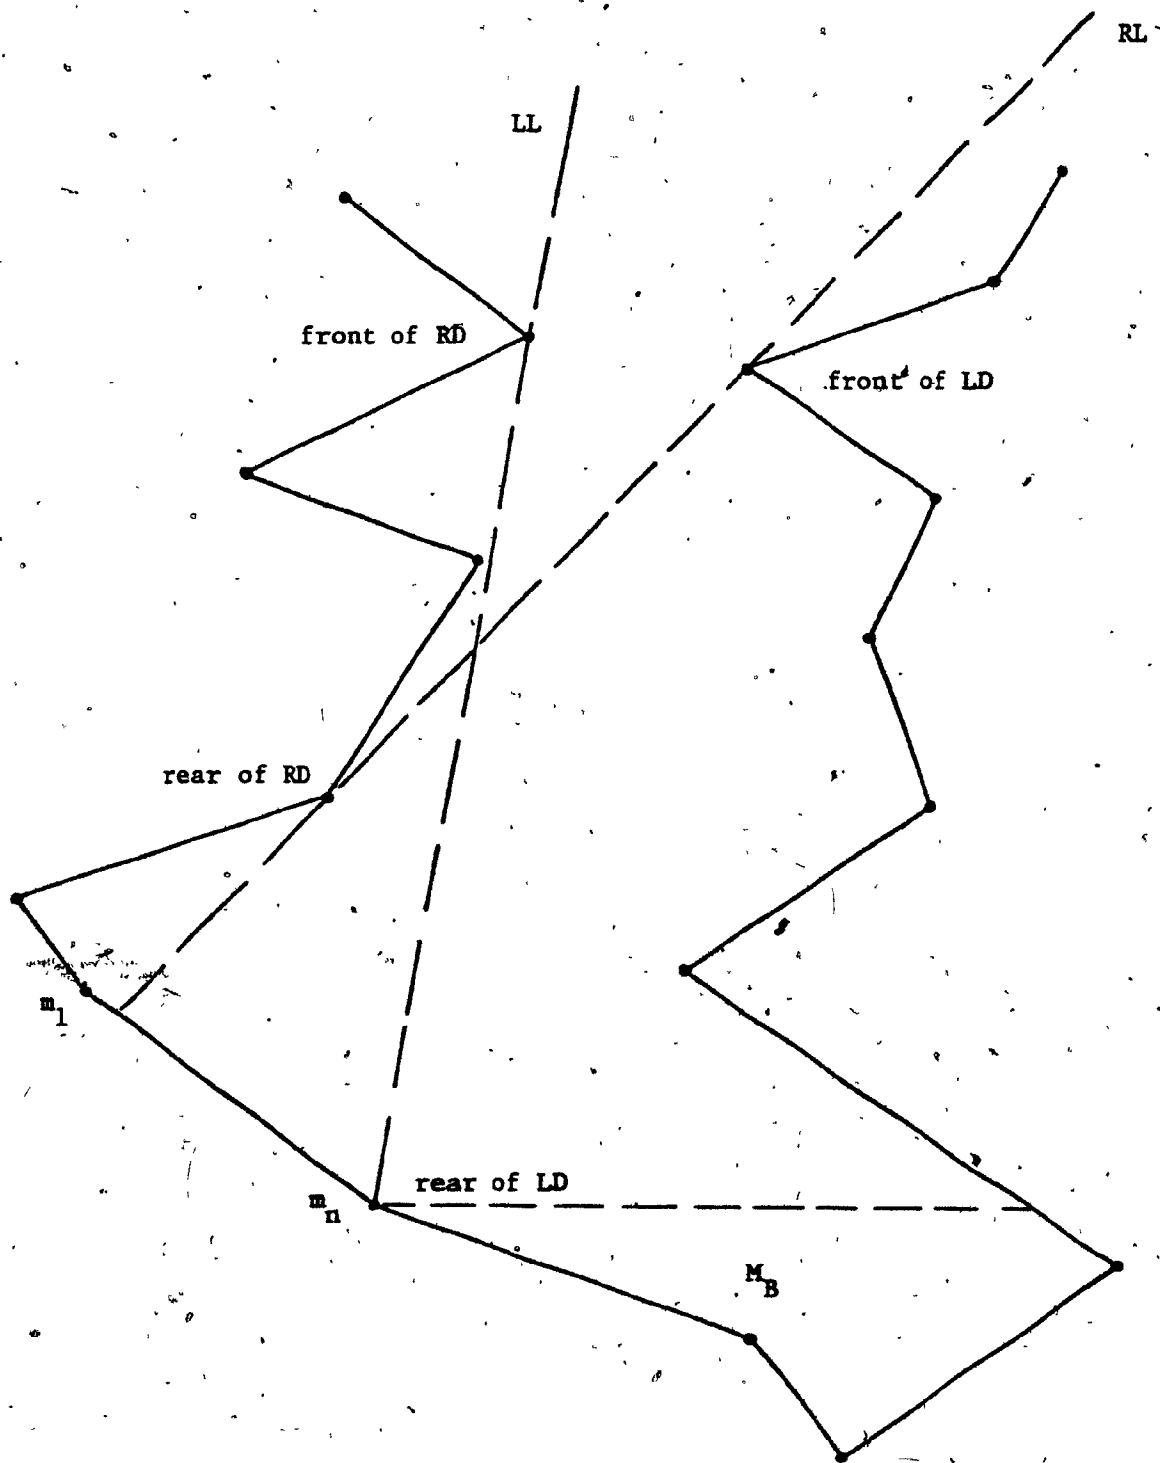 RL
LL
front of RD
front of LD
rear of RD
m1
rear of LD
mn
MB